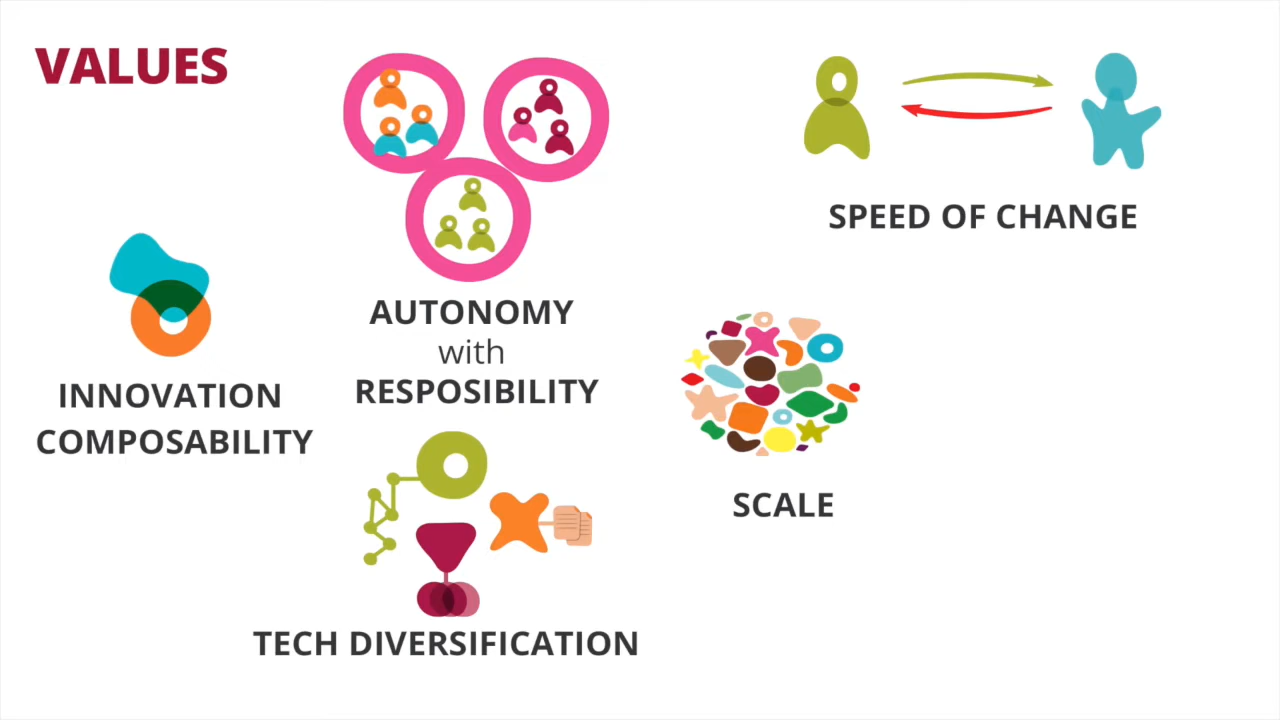 VALUES
AUTONOMY
with
RESPOSIBILITY
SPEED OF CHANGE
INNOVATION
COMPOSABILITY
SCALE
TECH DIVERSIFICATION